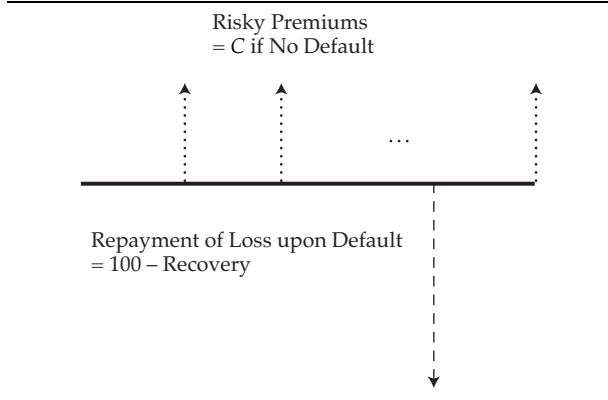 Risky Premiums
= C if No Default
...
Repayment of Loss upon Default
= 100 – Recovery